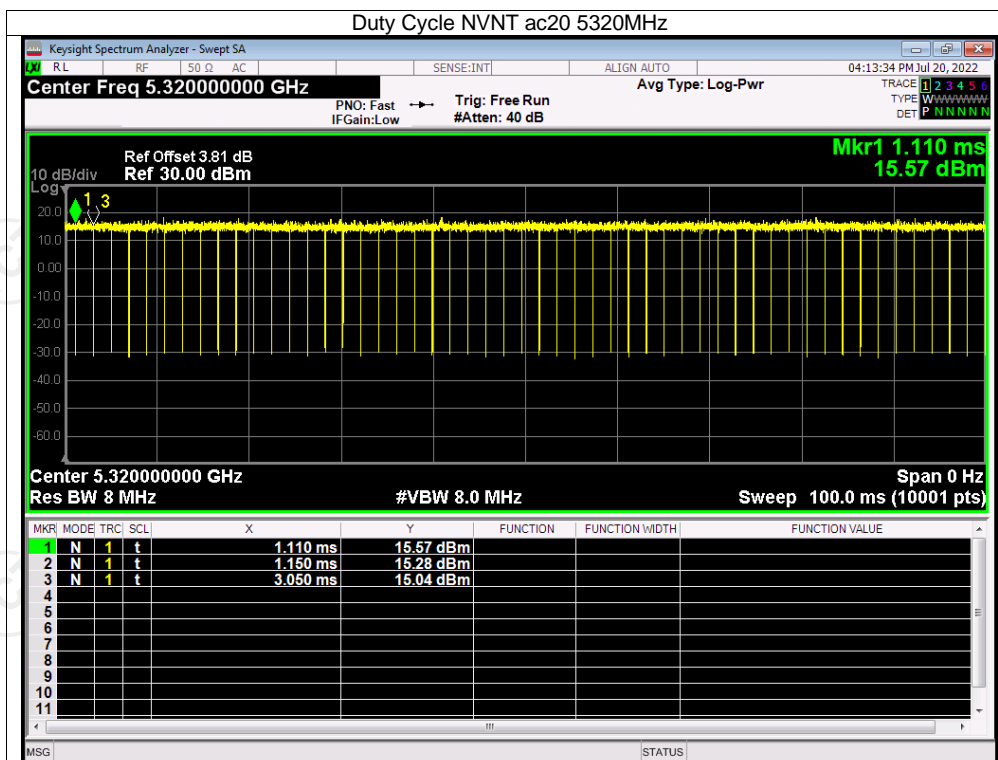 Duty Cycle NVNT ac20 5320MHz
Keysight Spectrum Analyzer - Swept SA
LXI RL RF 50 Ω AC SENSE:INT ALIGN AUTO 04:13:34 PM Jul 20, 2022
Center Freq 5.320000000 GHz Avg Type: Log-Pwr TRACE 1 2 3 4 5 6
PNO: Fast Trig: Free Run TYPE WWWWWW
IFGain:Low #Atten: 40 dB DET P N N N N N
Mkr1 1.110 ms
Ref Offset 3.81 dB
10 dB/div Ref 30.00 dBm 15.57 dBm
Log
1 3
20.0
10.0
0.00
-10.0
-20.0
-30.0
-40.0
-50.0
-60.0
Center 5.320000000 GHz Span 0 Hz
Res BW 8 MHz #VBW 8.0 MHz Sweep 100.0 ms (10001 pts)
MKR MODE TRC SCL X Y FUNCTION FUNCTION WIDTH FUNCTION VALUE
1 N 1 t 1.110 ms 15.57 dBm
2 N 1 t 1.150 ms 15.28 dBm
3 N 1 t 3.050 ms 15.04 dBm
4
5
6
7
8
9
10
11
MSG STATUS